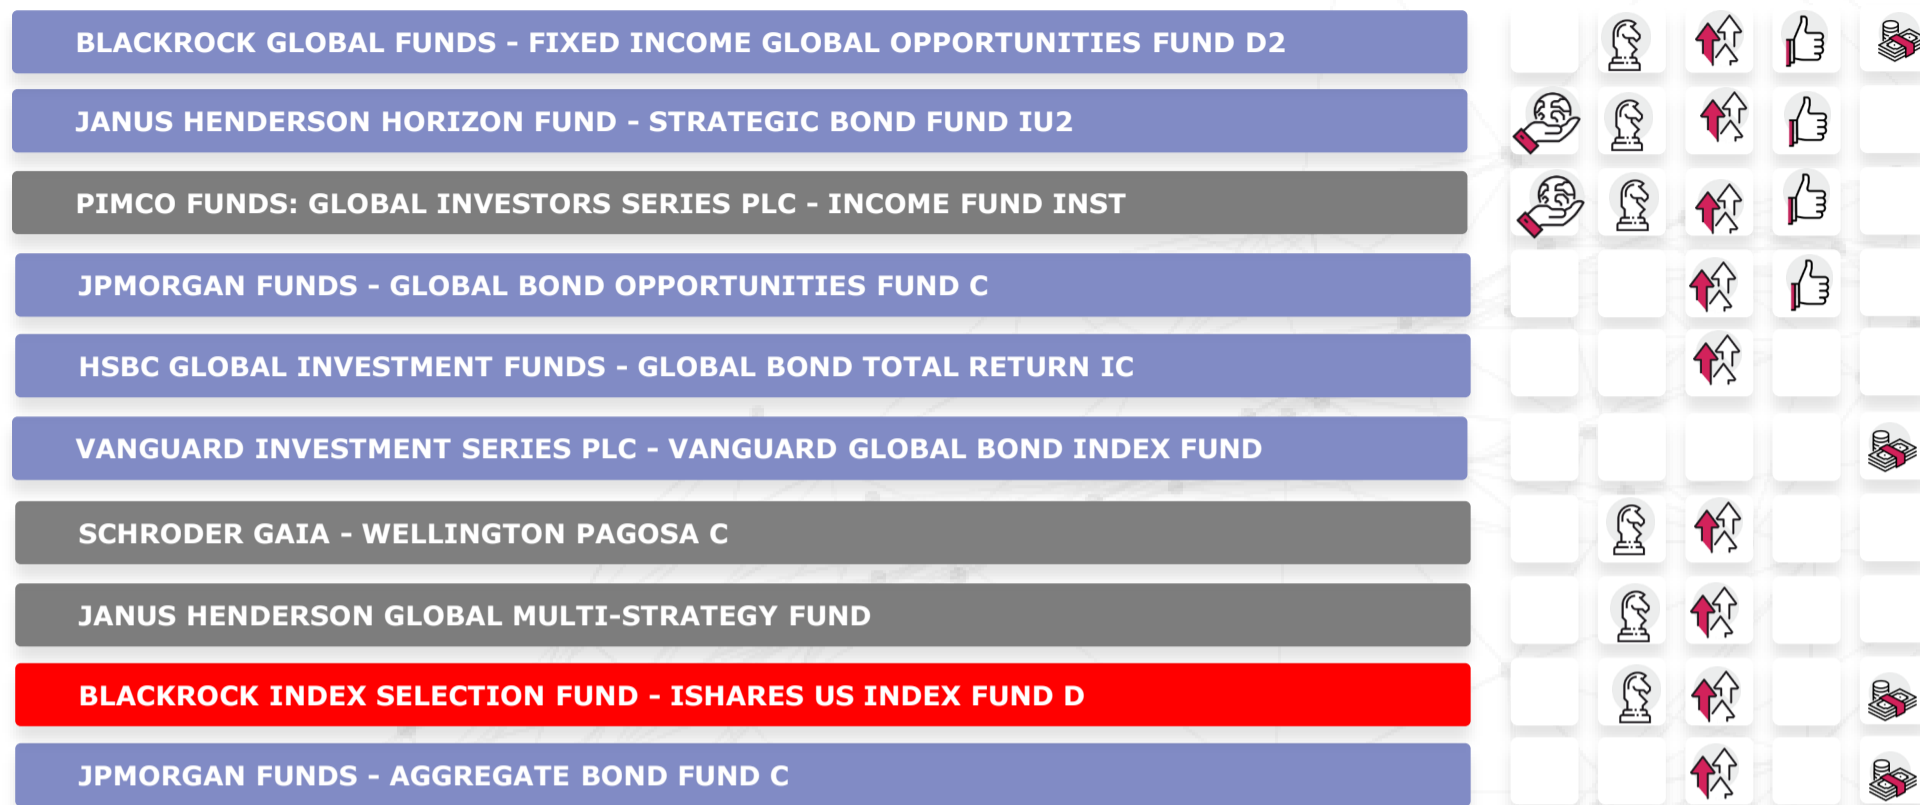 BLACKROCK GLOBAL FUNDS - FIXED INCOME GLOBAL OPPORTUNITIES FUND D2
JANUS HENDERSON HORIZON FUND - STRATEGIC BOND FUND IU2
PIMCO FUNDS: GLOBAL INVESTORS SERIES PLC - INCOME FUND INST
JPMORGAN FUNDS - GLOBAL BOND OPPORTUNITIES FUND C
HSBC GLOBAL INVESTMENT FUNDS - GLOBAL BOND TOTAL RETURN IC
VANGUARD INVESTMENT SERIES PLC - VANGUARD GLOBAL BOND INDEX FUND
SCHRODER GAIA - WELLINGTON PAGOSA C
JANUS HENDERSON GLOBAL MULTI-STRATEGY FUND
BLACKROCK INDEX SELECTION FUND - ISHARES US INDEX FUND D
JPMORGAN FUNDS - AGGREGATE BOND FUND C